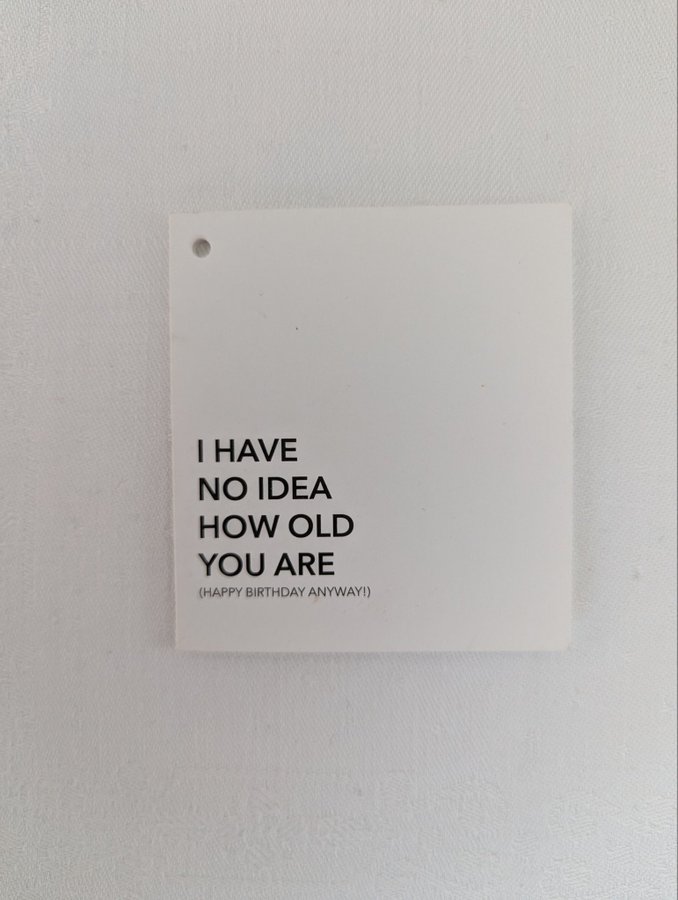 I HAVE
NO IDEA
HOW OLD
YOU ARE
(HAPPY BIRTHDAY ANYWAY!)